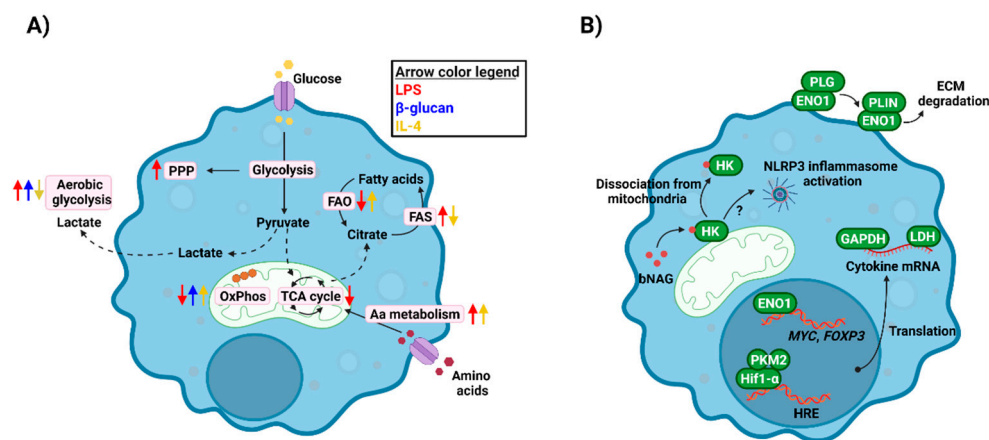 A)
Glucose
Arrow color legend
LPS
β-glucan
IL-4
PPP
Glycolysis
Fatty acids
Aerobic
glycolysis
FAO
FAS
Lactate
Pyruvate
Citrate
Lactate
OxPhos
TCA cycle
Aa metabolism
Amino
acids
B)
PLG
ENO1
PLIN
ENO1
ECM
degradation
HK
NLRP3 inflammasome
activation
Dissociation from
mitochondria
?
HK
bNAG
GAPDH
LDH
Cytokine mRNA
ENO1
MYC, FOXP3
Translation
PKM2
Hif1-α
HRE